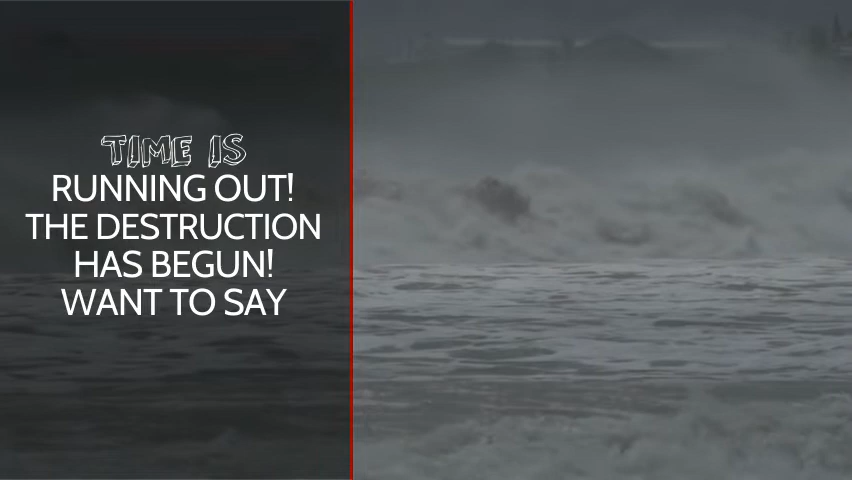 TIME IS
RUNNING OUT!
THE DESTRUCTION
HAS BEGUN!
WANT TO SAY